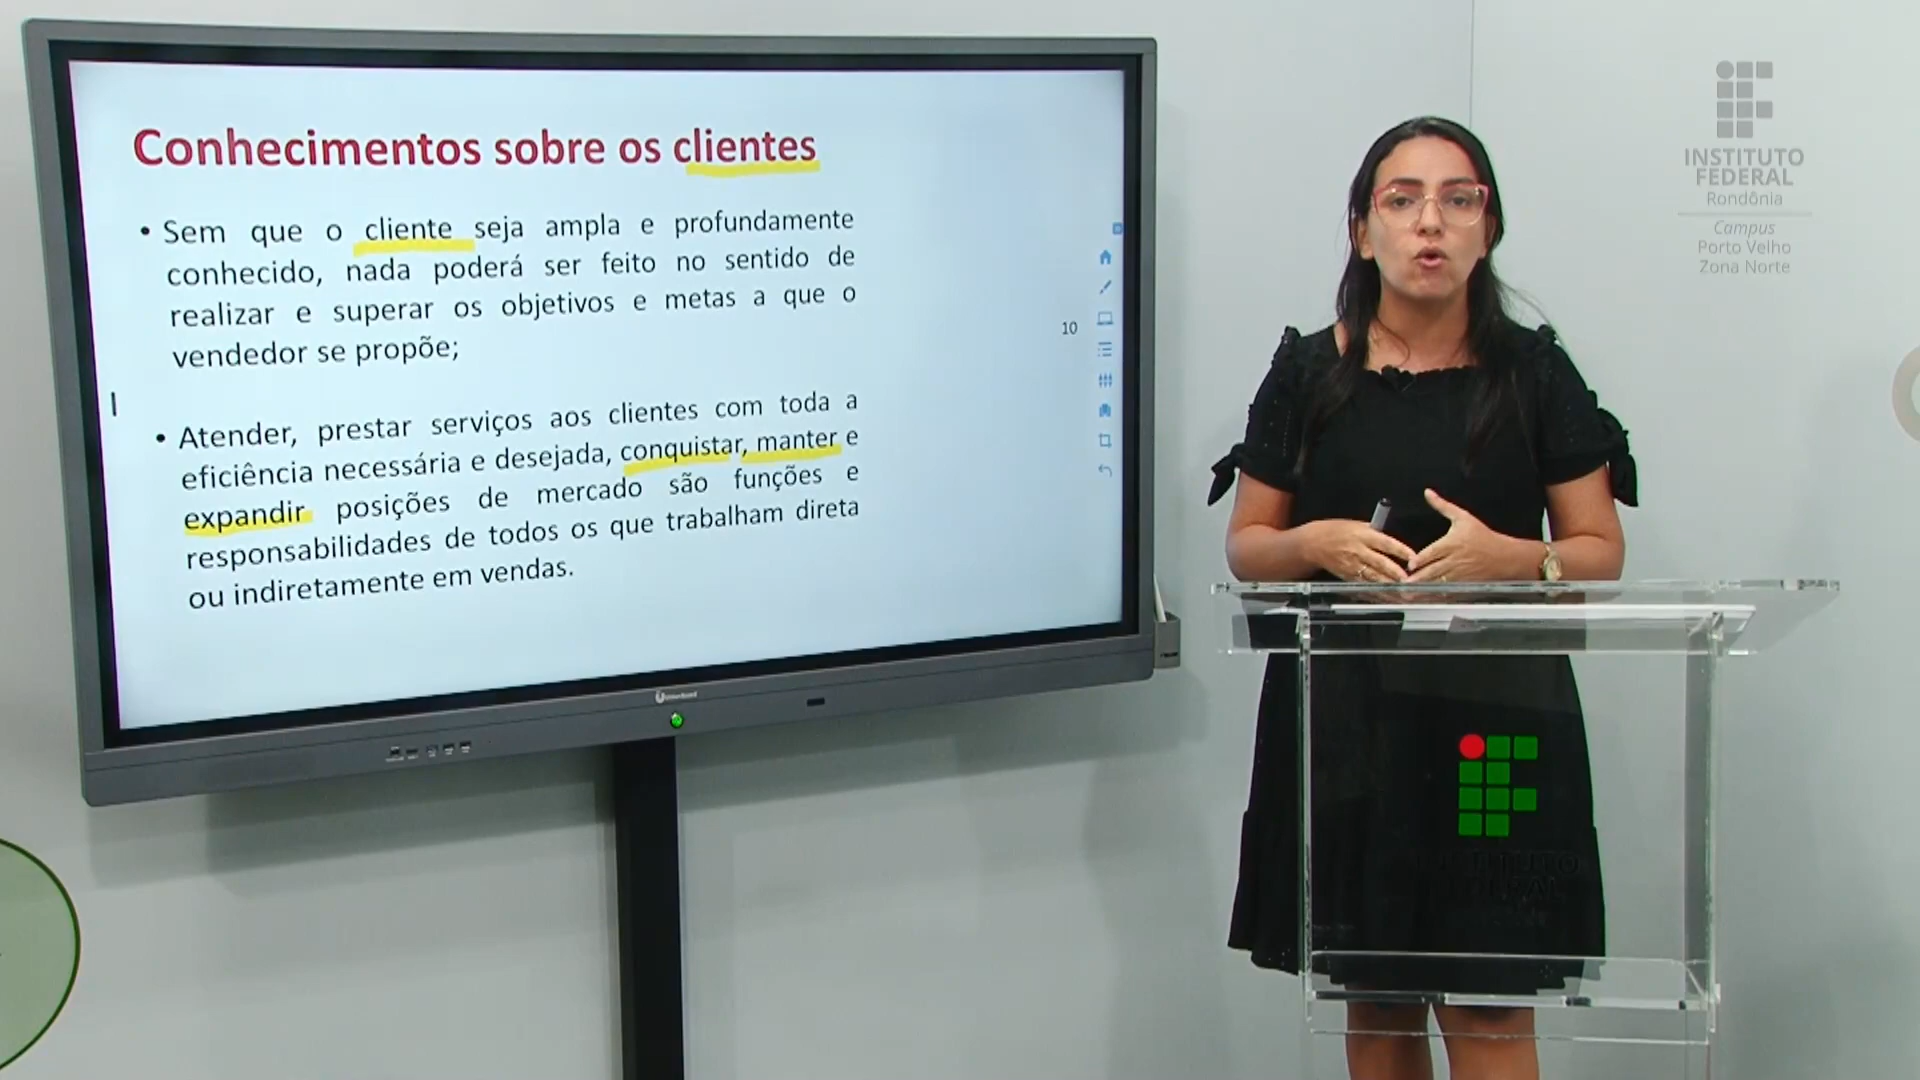 Conhecimentos sobre os clientes
• Sem que o cliente seja ampla e profundamente
conhecido, nada poderá ser feito no sentido de
realizar e superar os objetivos e metas a que o
vendedor se propõe;
• Atender, prestar serviços aos clientes com toda a
eficiência necessária e desejada, conquistar, manter e
expandir posições de mercado são funções e
responsabilidades de todos os que trabalham direta
ou indiretamente em vendas.
10
INSTITUTO
FEDERAL
Rondônia
Campus
Porto Velho
Zona Norte